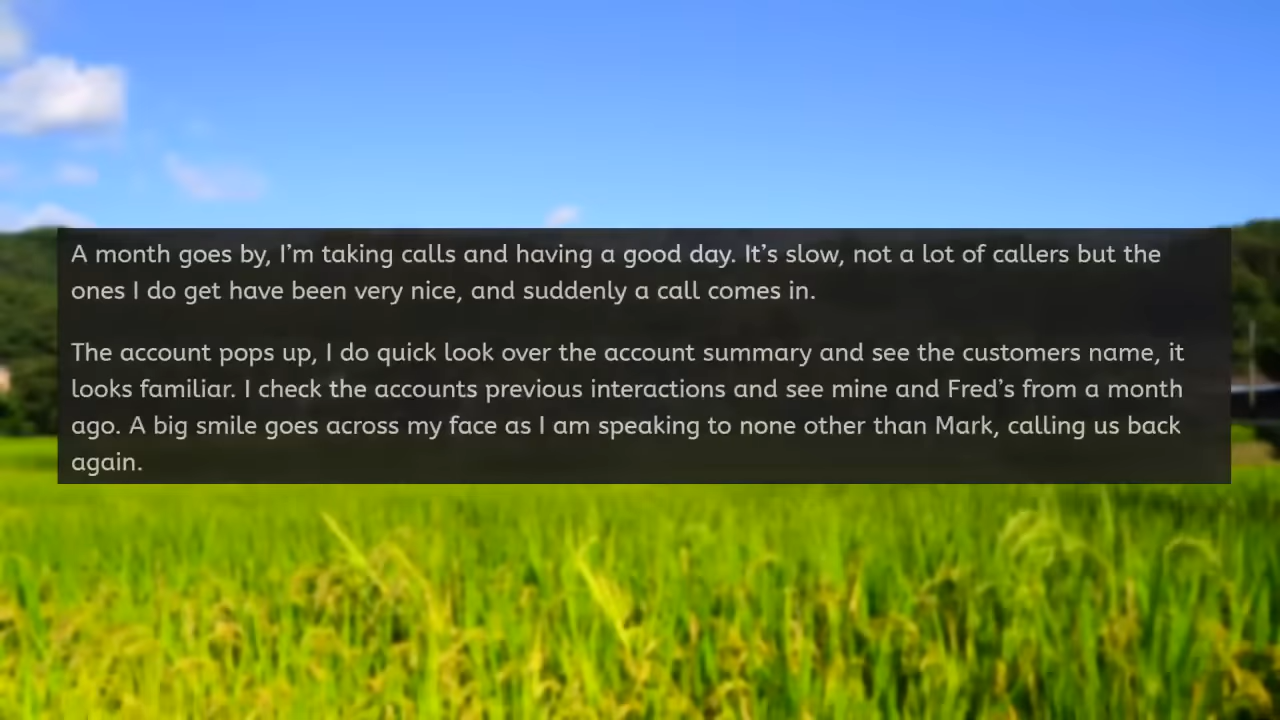 A month goes by, I’m taking calls and having a good day. It’s slow, not a lot of callers but the
ones I do get have been very nice, and suddenly a call comes in.
The account pops up, I do quick look over the account summary and see the customers name, it
looks familiar. I check the accounts previous interactions and see mine and Fred’s from a month
ago. A big smile goes across my face as I am speaking to none other than Mark, calling us back
again.